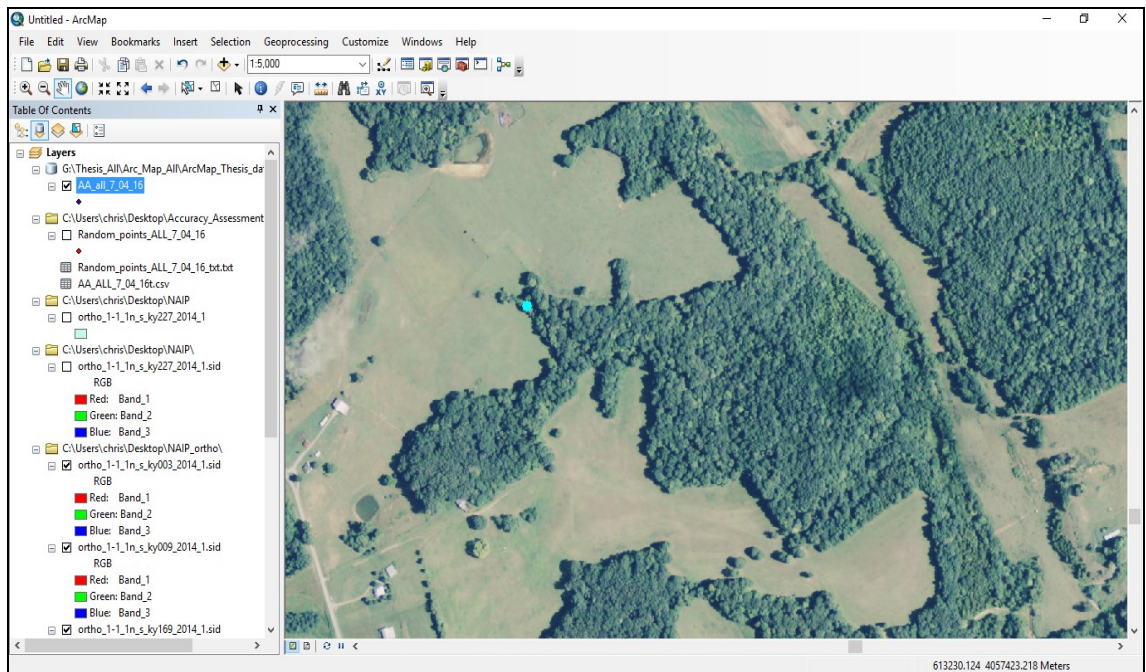 Untitled - ArcMap
File Edit View Bookmarks Insert Selection Geoprocessing Customize Windows Help
1:5,000
Table Of Contents
Layers
G:\Thesis_All\Arc_Map_All\ArcMap_Thesis_da
AA_all_7_04_16
C:\Users\chris\Desktop\Accuracy_Assessment
Random_points_ALL_7_04_16
Random_points_ALL_7_04_16_txt.txt
AA_ALL_7_04_16t.csv
C:\Users\chris\Desktop\NAIP
ortho_1-1_1n_s_ky227_2014_1
C:\Users\chris\Desktop\NAIP\
ortho_1-1_1n_s_ky227_2014_1.sid
RGB
Red: Band_1
Green: Band_2
Blue: Band_3
C:\Users\chris\Desktop\NAIP_ortho\
ortho_1-1_1n_s_ky003_2014_1.sid
RGB
Red: Band_1
Green: Band_2
Blue: Band_3
ortho_1-1_1n_s_ky009_2014_1.sid
RGB
Red: Band_1
Green: Band_2
Blue: Band_3
ortho_1-1_1n_s_ky169_2014_1.sid
613230.124 4057423.218 Meters